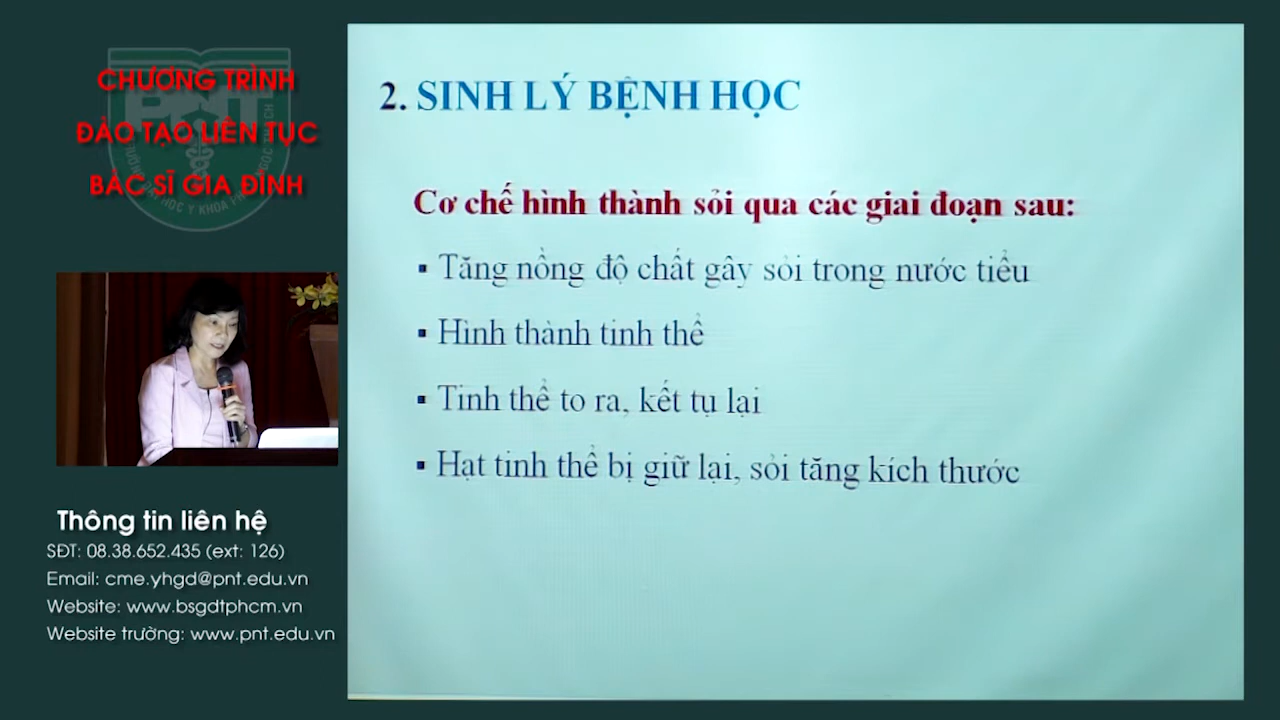 CHƯƠNG TRÌNH
ĐÀO TẠO LIÊN TỤC
BÁC SĨ GIA ĐÌNH
PNT
Thông tin liên hệ
SĐT: 08.38.652.435 (ext: 126)
Email: cme.yhgd@pnt.edu.vn
Website: www.bsgdtphcm.vn
Website trường: www.pnt.edu.vn
2. SINH LÝ BỆNH HỌC
Cơ chế hình thành sỏi qua các giai đoạn sau:
▪ Tăng nồng độ chất gây sỏi trong nước tiểu
▪ Hình thành tinh thể
▪ Tinh thể to ra, kết tụ lại
▪ Hạt tinh thể bị giữ lại, sỏi tăng kích thước